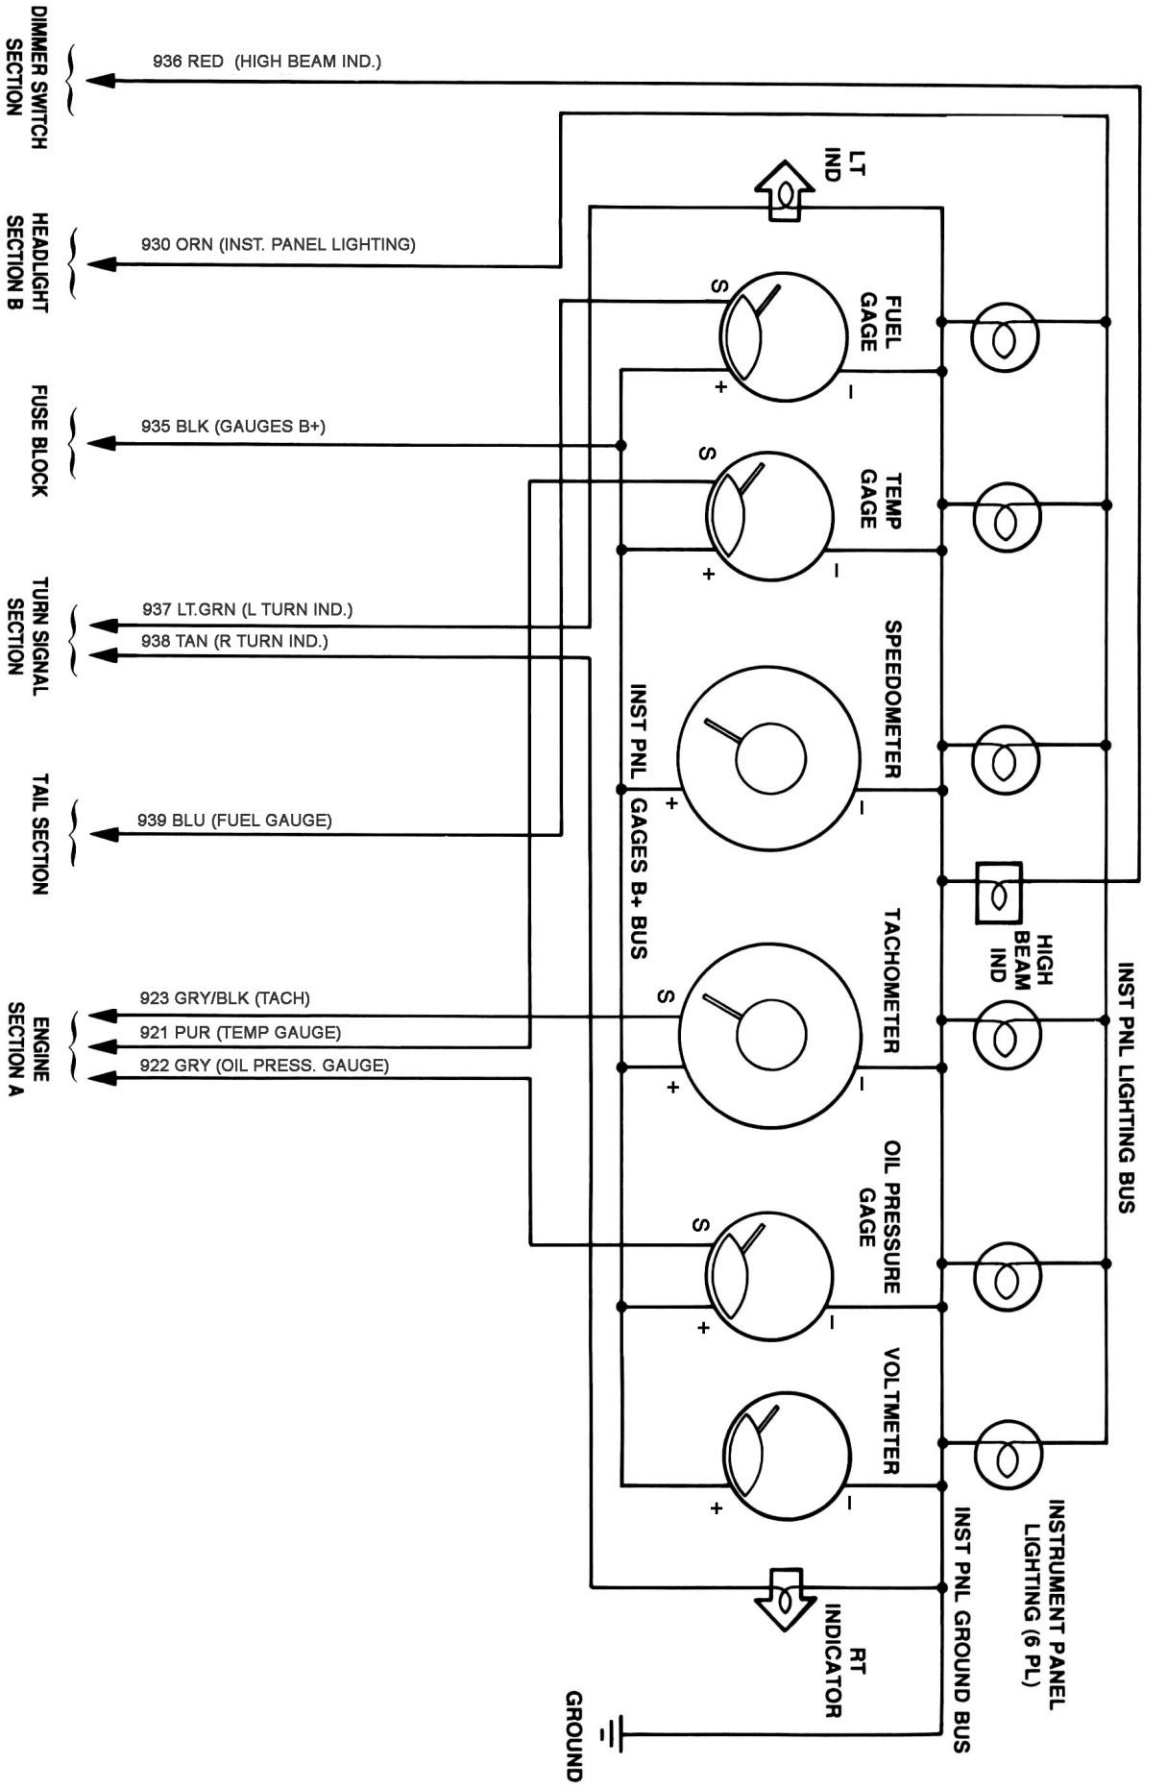 936 RED (HIGH BEAM IND.)
DIMMER SWITCH
SECTION
930 ORN (INST. PANEL LIGHTING)
HEADLIGHT
SECTION B
935 BLK (GAUGES B+)
FUSE BLOCK
937 LT.GRN (L TURN IND.)
938 TAN (R TURN IND.)
TURN SIGNAL
SECTION
939 BLU (FUEL GAUGE)
TAIL SECTION
923 GRY/BLK (TACH)
921 PUR (TEMP GAUGE)
922 GRY (OIL PRESS. GAUGE)
ENGINE
SECTION A
LT
IND
FUEL
GAGE
S
+
−
TEMP
GAGE
S
+
−
SPEEDOMETER
+
−
INST PNL GAGES B+ BUS
HIGH
BEAM
IND
TACHOMETER
S
+
−
INST PNL LIGHTING BUS
OIL PRESSURE
GAGE
S
+
−
VOLTMETER
+
−
INSTRUMENT PANEL
LIGHTING (6 PL)
INST PNL GROUND BUS
RT
INDICATOR
GROUND